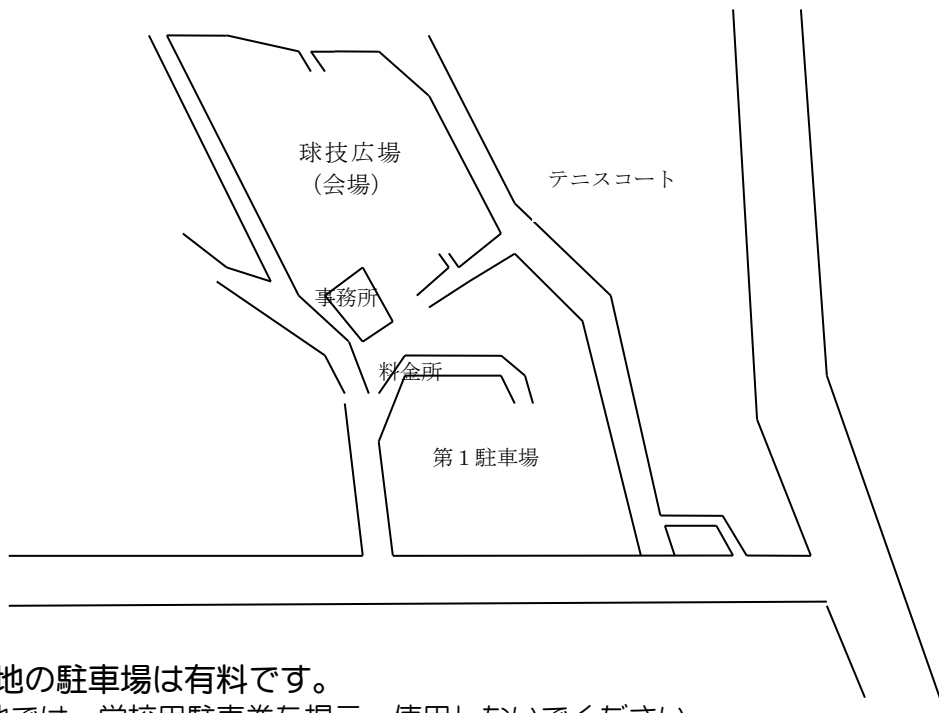 球技広場
（会場）
テニスコート
事務所
料金所
第１駐車場
地の駐車場は有料です。